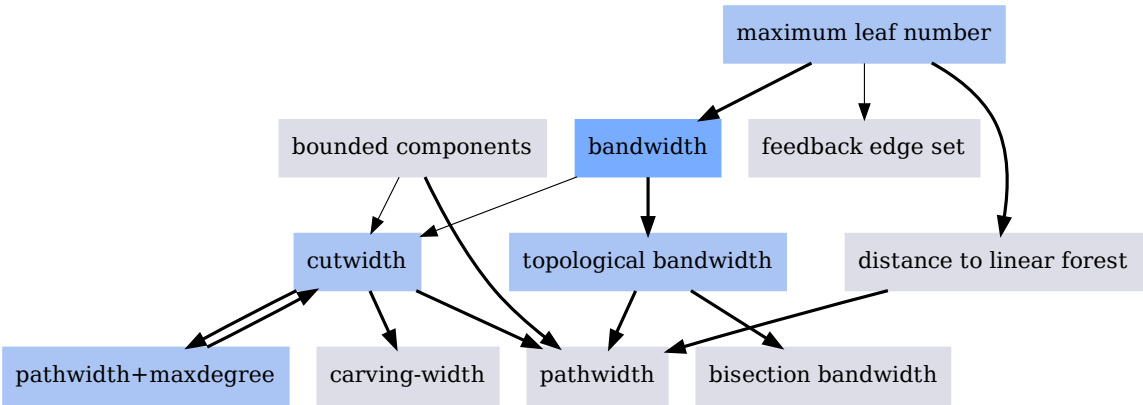 maximum leaf number
bounded components
bandwidth
feedback edge set
cutwidth
topological bandwidth
distance to linear forest
pathwidth+maxdegree
carving-width
pathwidth
bisection bandwidth